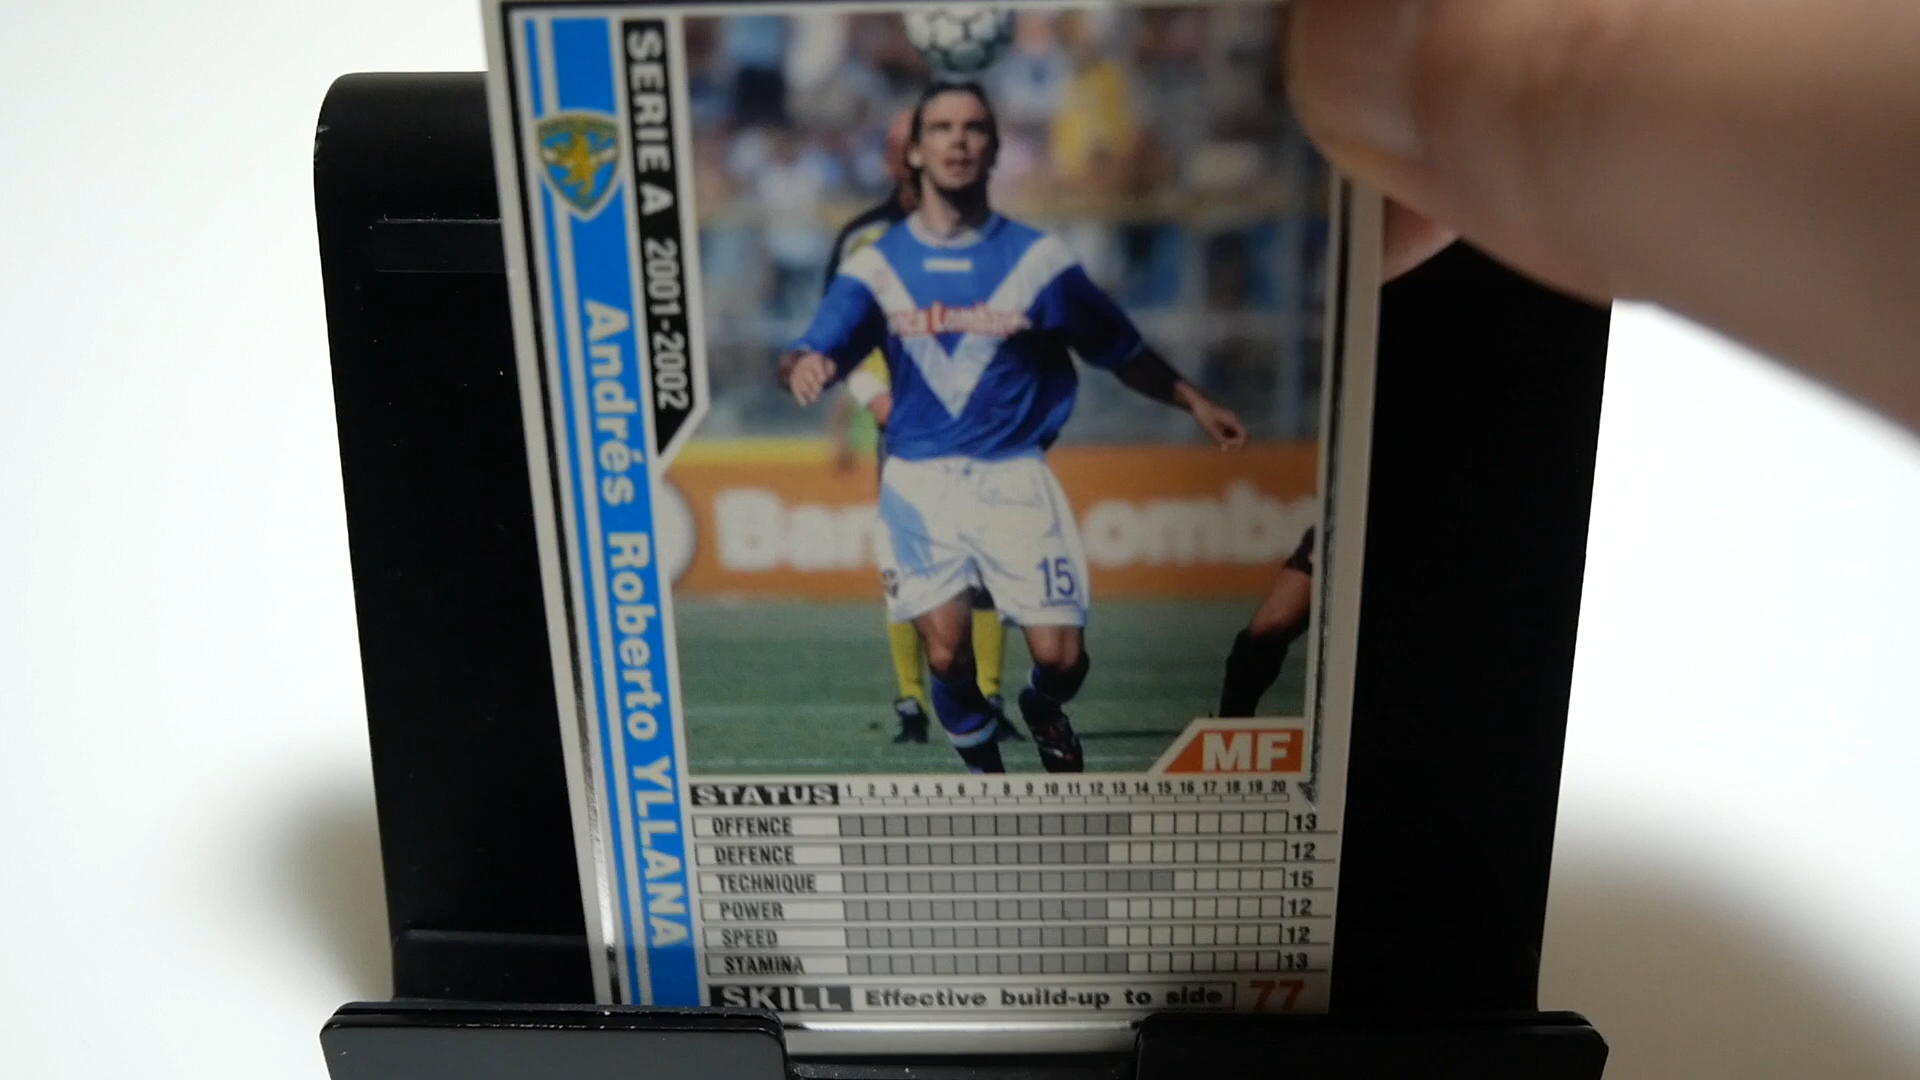 SERIE A 2001-2002
Andrés Roberto YLLANA
15
MF
STATUS 1 2 3 4 5 6 7 8 9 10 11 12 13 14 15 16 17 18 19 20
OFFENCE 13
DEFENCE 12
TECHNIQUE 15
POWER 12
SPEED 12
STAMINA 13
SKILL Effective build-up to side 77